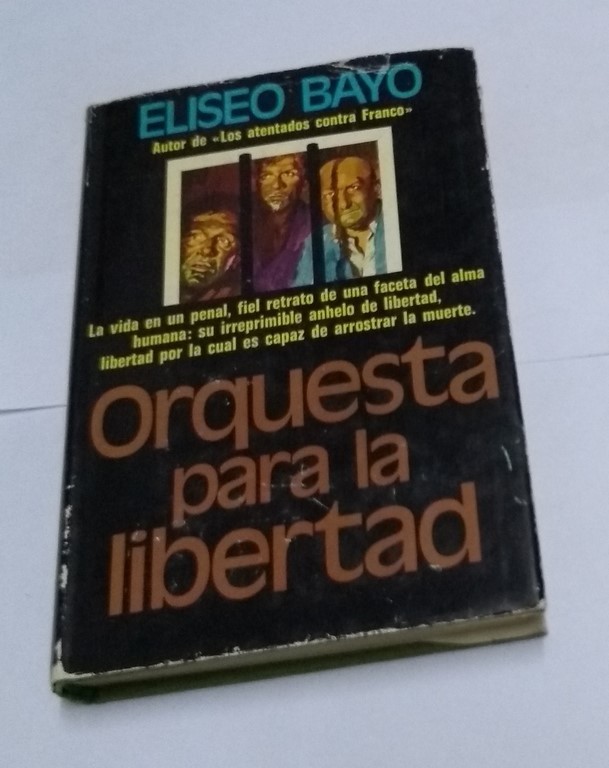 ELISEO BAYO
Autor de «Los atentados contra Franco»
La vida en un penal, fiel retrato de una faceta del alma
humana: su irreprimible anhelo de libertad,
libertad por la cual es capaz de arrostrar la muerte.
Orquesta
para la
libertad